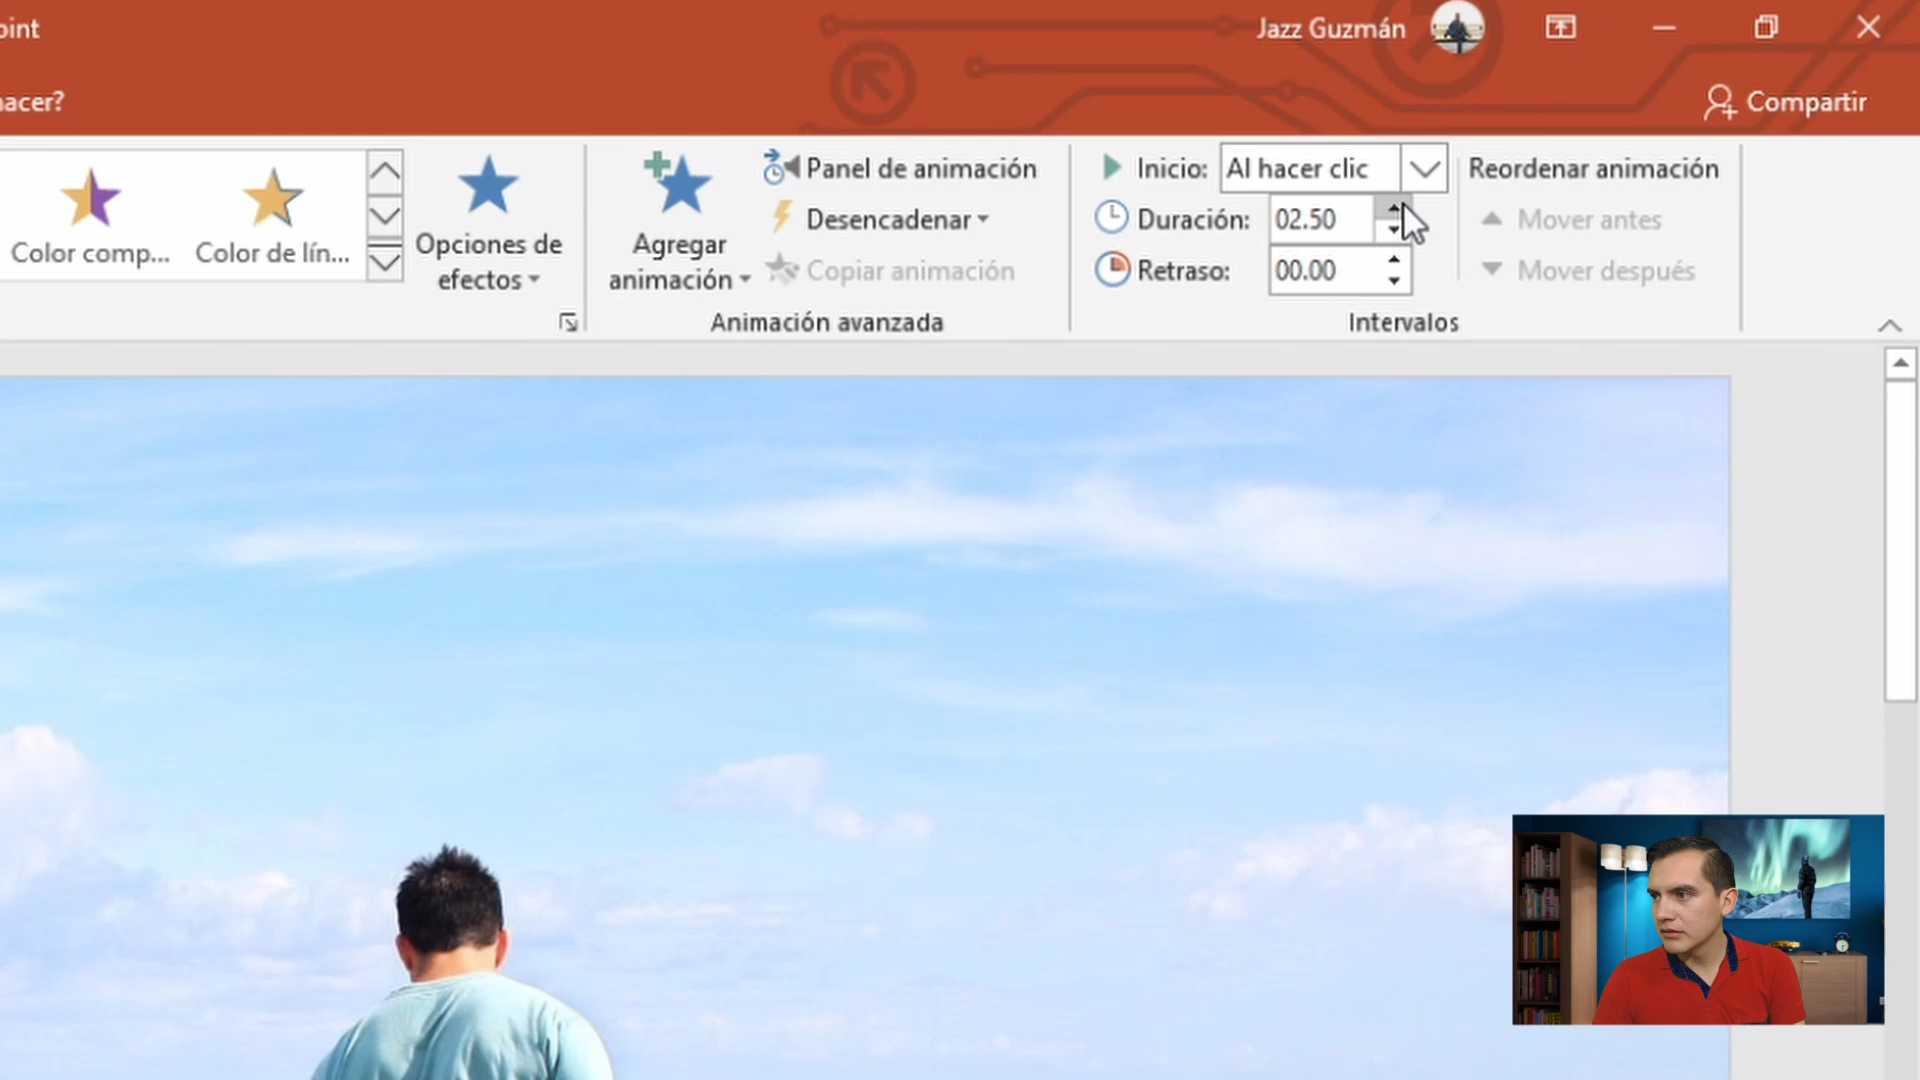 oint
Jazz Guzmán
hacer?
Compartir
Color comp...
Color de lín...
Opciones de
efectos
Agregar
animación
Panel de animación
Desencadenar
Copiar animación
Animación avanzada
Inicio: Al hacer clic
Duración: 02.50
Retraso: 00.00
Intervalos
Reordenar animación
Mover antes
Mover después